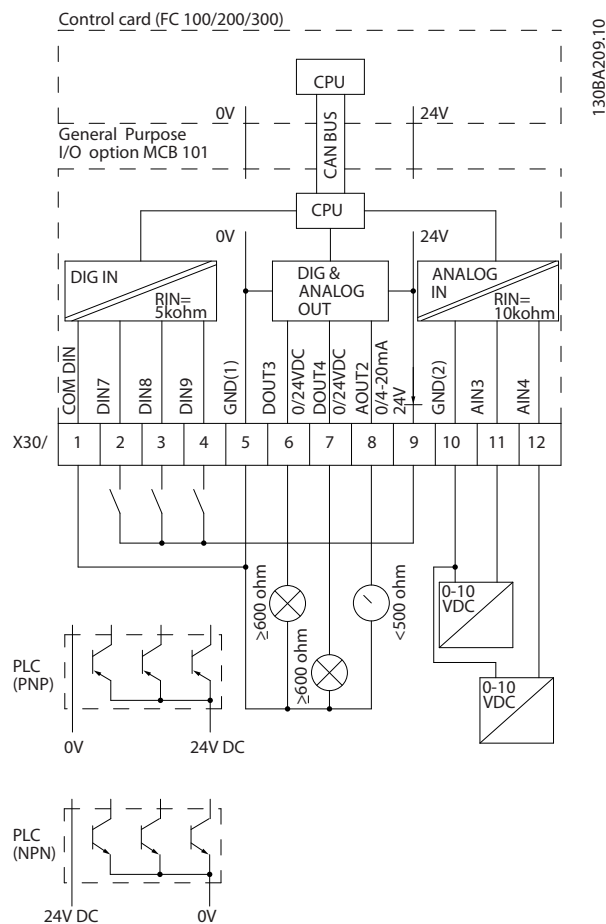 Control card (FC 100/200/300)
130BA209.10
CPU
0V
24V
CAN BUS
General Purpose
I/O option MCB 101
CPU
0V
24V
DIG IN
RIN=
5kohm
DIG &
ANALOG
OUT
ANALOG
IN
RIN=
10kohm
COM DIN
DIN7
DIN8
DIN9
GND(1)
DOUT3
0/24VDC
DOUT4
0/24VDC
AOUT2
0/4-20mA
24V
GND(2)
AIN3
AIN4
X30/ 1 2 3 4 5 6 7 8 9 10 11 12
≥600 ohm
≥600 ohm
<500 ohm
0-10
VDC
0-10
VDC
PLC
(PNP)
0V
24V DC
PLC
(NPN)
24V DC
0V